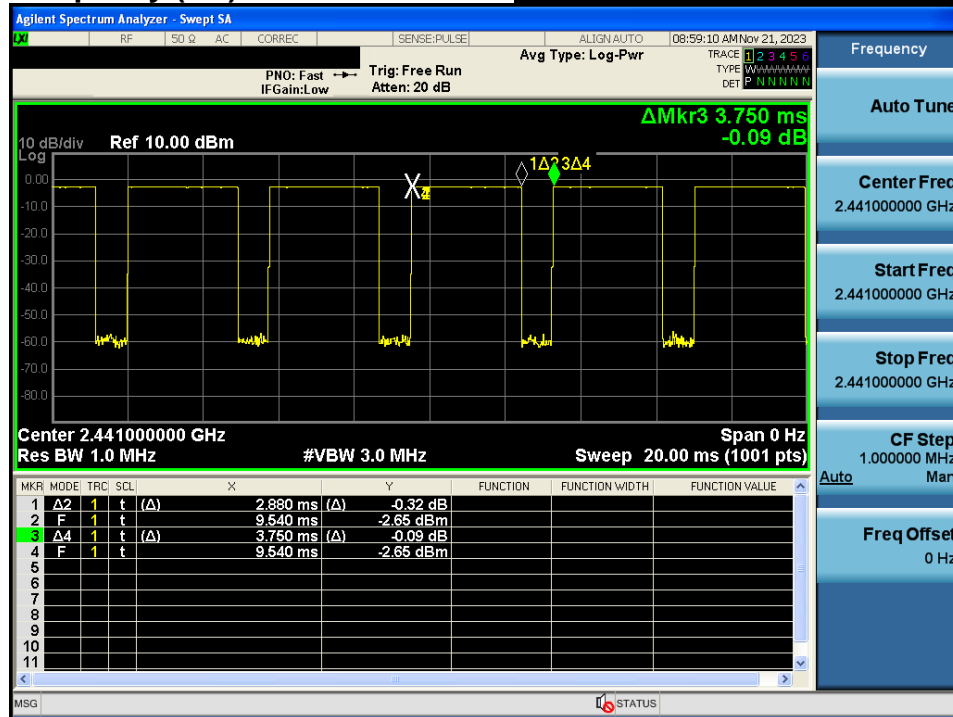 Agilent Spectrum Analyzer - Swept SA
LXI RF 50 Ω AC CORREC SENSE:PULSE ALIGN AUTO 08:59:10 AM Nov 21, 2023
Frequency
Avg Type: Log-Pwr
TRACE 1 2 3 4 5 6
PNO: Fast Trig: Free Run TYPE W
IFGain:Low Atten: 20 dB DET P N N N N N
Auto Tune
ΔMkr3 3.750 ms
-0.09 dB
10 dB/div Ref 10.00 dBm
Log
1Δ2 3Δ4
0.00
4
Center Freq
2.441000000 GHz
-10.0
-20.0
-30.0
Start Freq
2.441000000 GHz
-40.0
-50.0
-60.0
Stop Freq
2.441000000 GHz
-70.0
-80.0
Center 2.441000000 GHz Span 0 Hz
Res BW 1.0 MHz #VBW 3.0 MHz Sweep 20.00 ms (1001 pts)
CF Step
1.000000 MHz
Auto Man
MKR MODE TRC SCL X Y FUNCTION FUNCTION WIDTH FUNCTION VALUE
1 Δ2 1 t (Δ) 2.880 ms (Δ) -0.32 dB
2 F 1 t 9.540 ms -2.65 dBm
3 Δ4 1 t (Δ) 3.750 ms (Δ) -0.09 dB
4 F 1 t 9.540 ms -2.65 dBm
5
6
7
8
9
10
11
Freq Offset
0 Hz
MSG STATUS